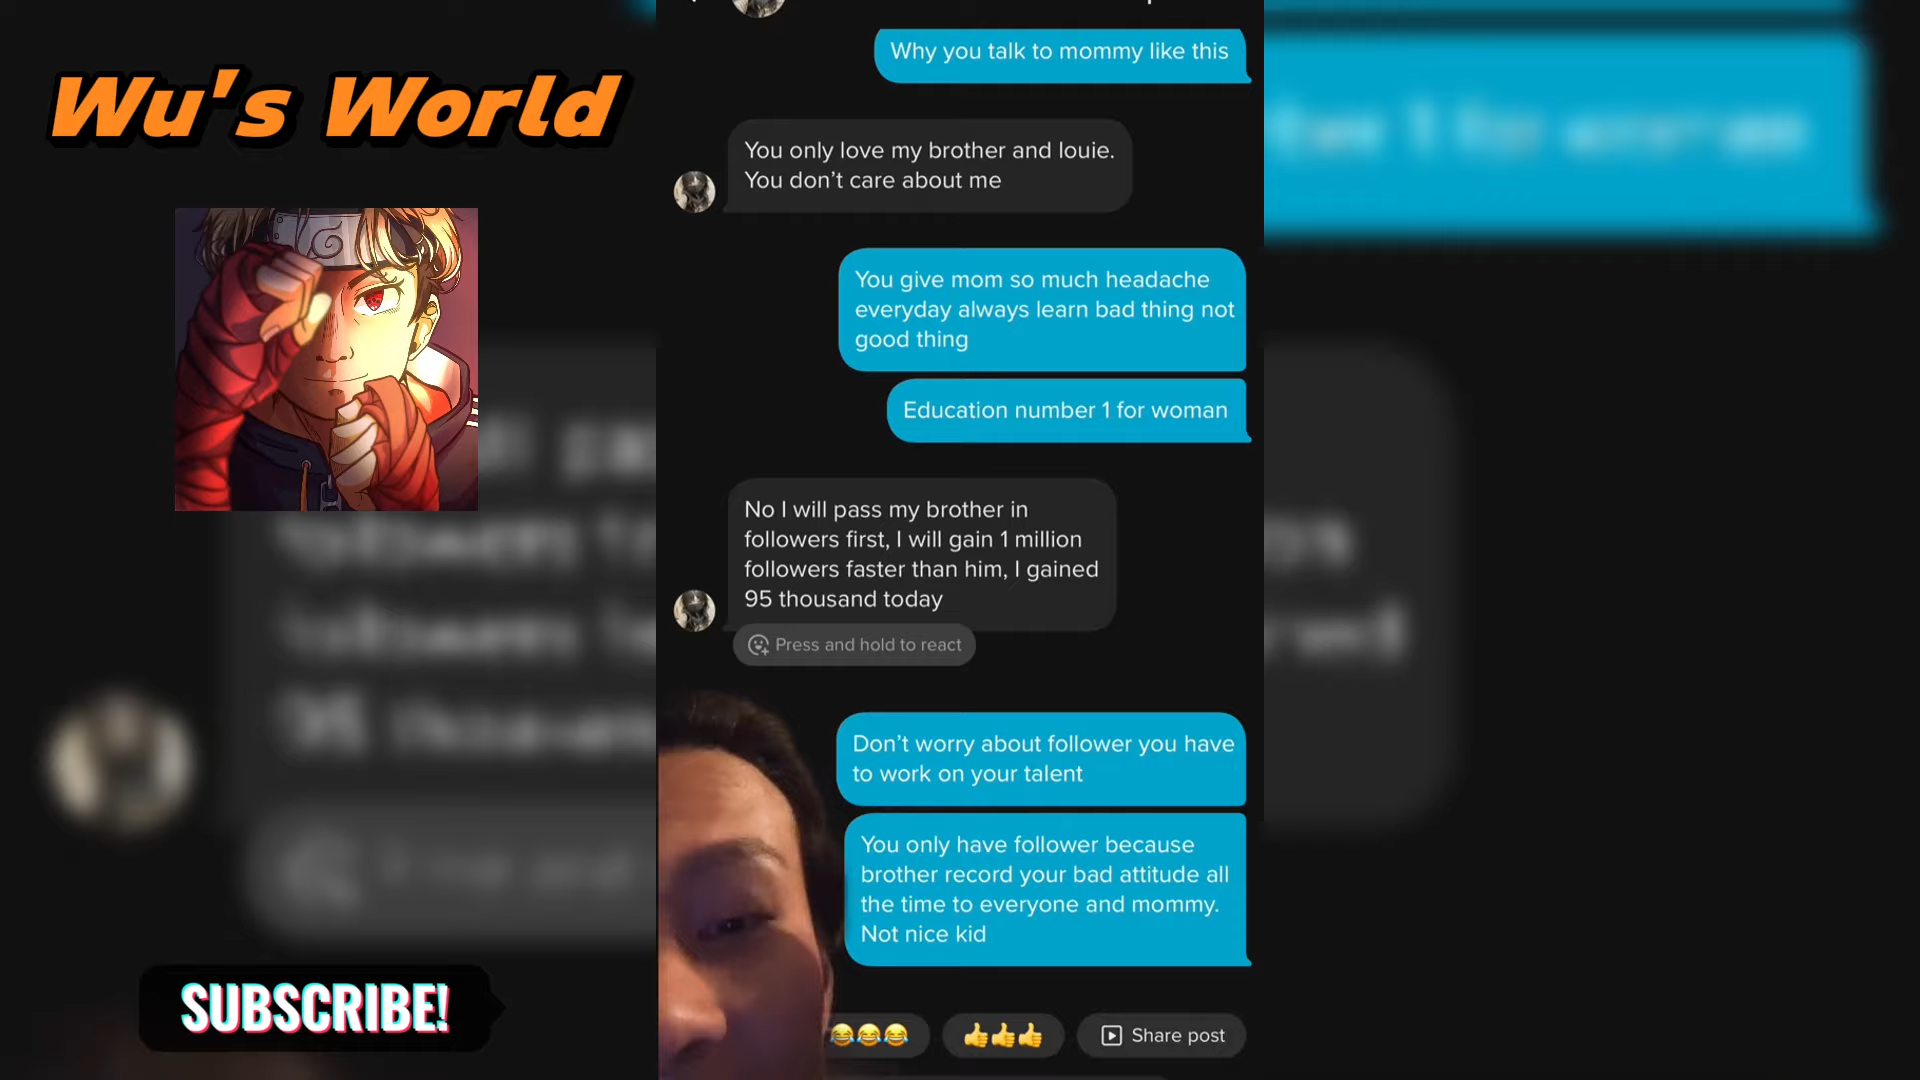 Wu's World
Why you talk to mommy like this
You only love my brother and louie.
You don’t care about me
You give mom so much headache
everyday always learn bad thing not
good thing
Education number 1 for woman
No I will pass my brother in
followers first, I will gain 1 million
followers faster than him, I gained
95 thousand today
Press and hold to react
Don’t worry about follower you have
to work on your talent
You only have follower because
brother record your bad attitude all
the time to everyone and mommy.
Not nice kid
Share post
SUBSCRIBE!